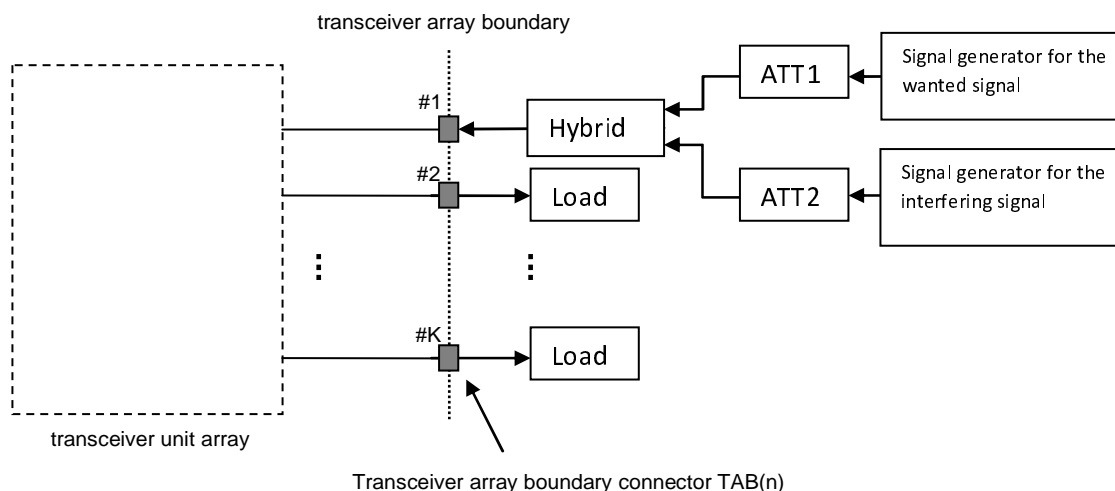 transceiver array boundary
#1
Hybrid
ATT1
Signal generator for the
wanted signal
#2
Load
ATT2
Signal generator for the
interfering signal
#K
Load
transceiver unit array
Transceiver array boundary connector TAB(n)